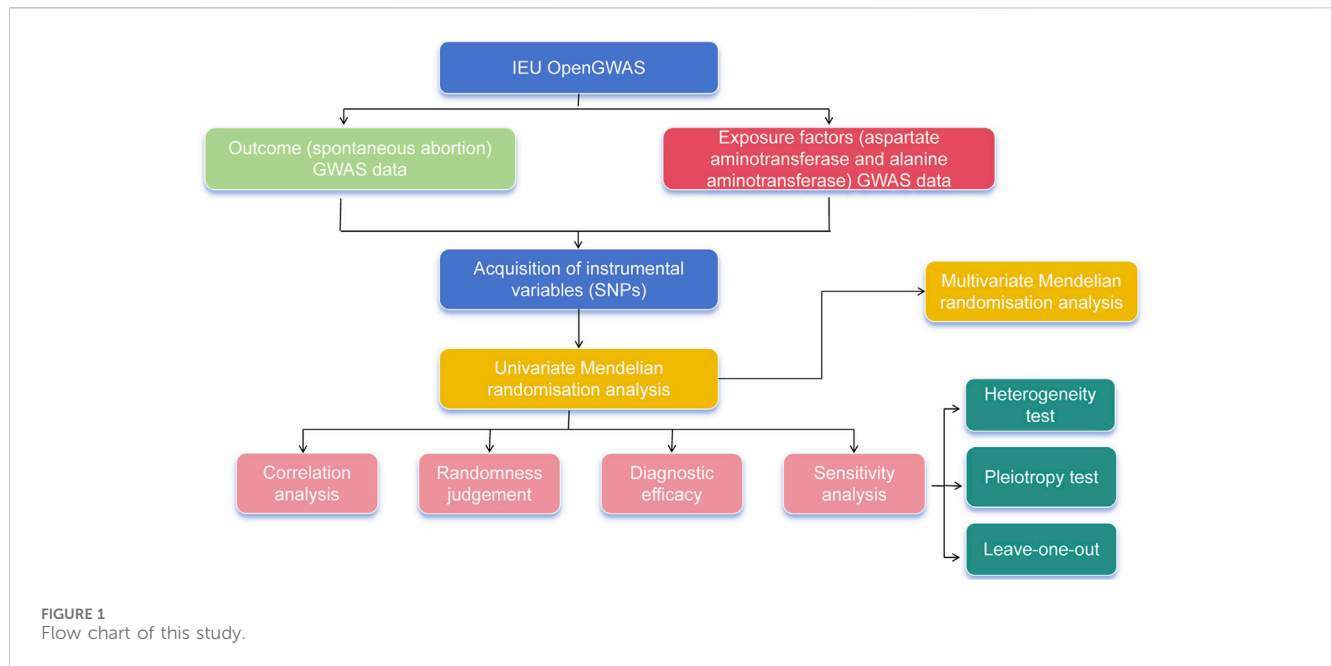 IEU OpenGWAS
Outcome (spontaneous abortion)
GWAS data
Exposure factors (aspartate
aminotransferase and alanine
aminotransferase) GWAS data
Acquisition of instrumental
variables (SNPs)
Multivariate Mendelian
randomisation analysis
Univariate Mendelian
randomisation analysis
Correlation
analysis
Randomness
judgement
Diagnostic
efficacy
Sensitivity
analysis
Heterogeneity
test
Pleiotropy test
Leave-one-out
FIGURE 1
Flow chart of this study.